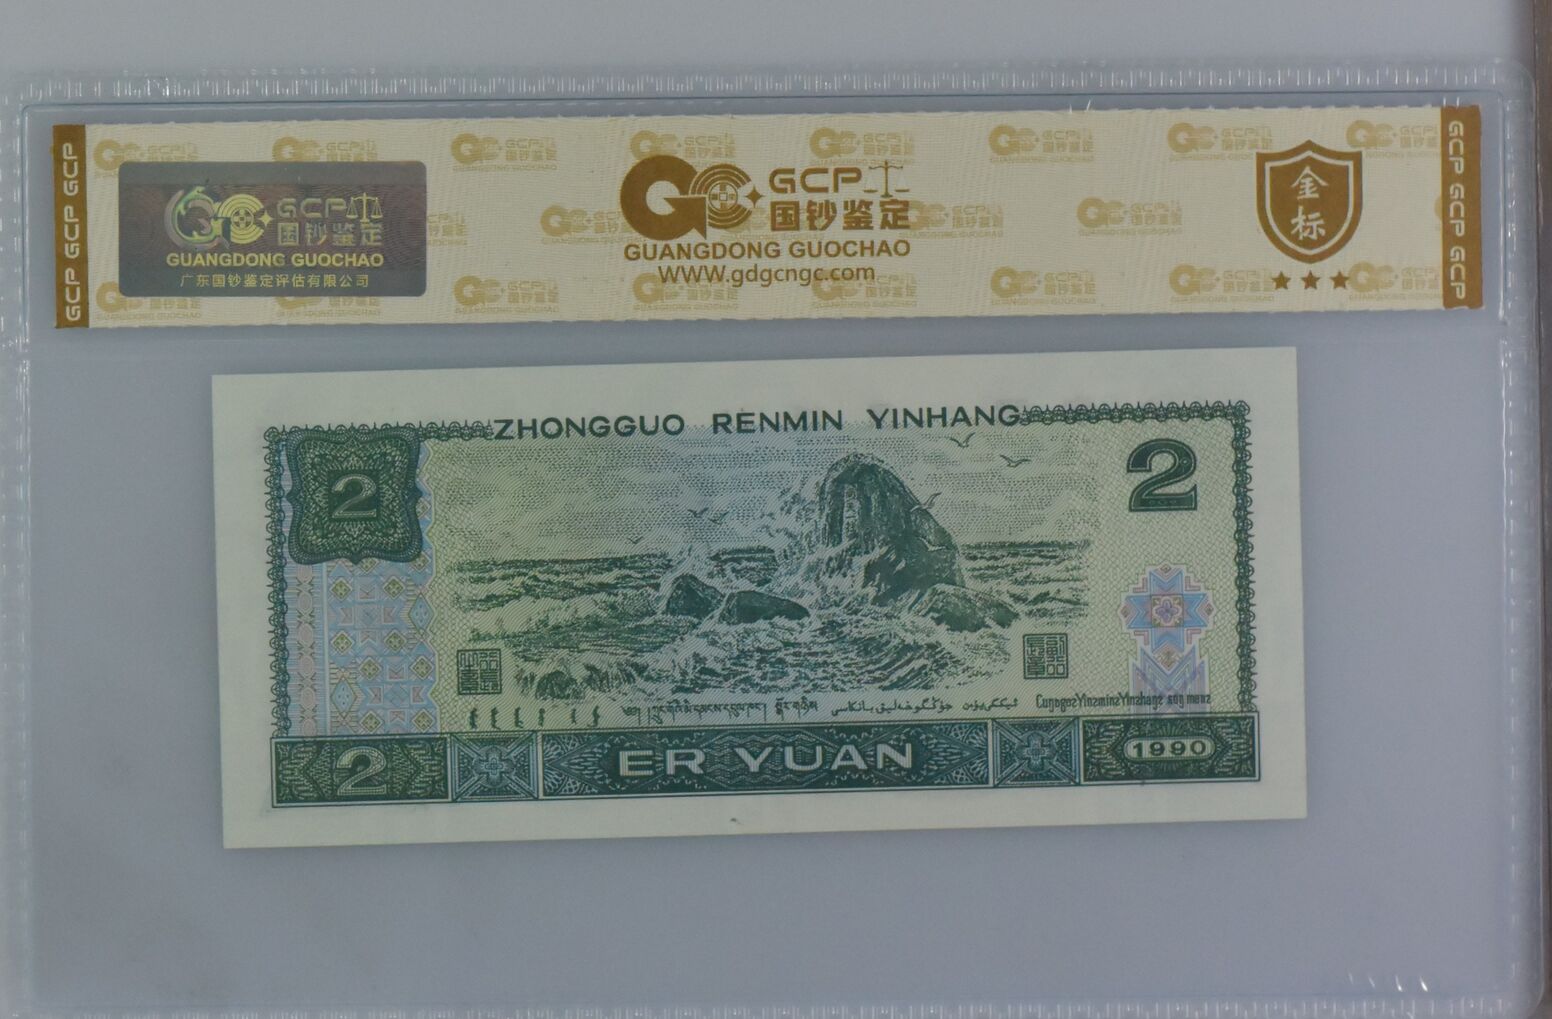 GCP GCP GCP
GCP
国钞鉴定
GUANGDONG GUOCHAO
广东国钞鉴定评估有限公司
GCP
国钞鉴定
GUANGDONG GUOCHAO
WWW.gdgcngc.com
金标
GCP GCP GCP
ZHONGGUO RENMIN YINHANG
2
2
2
ER YUAN
1990